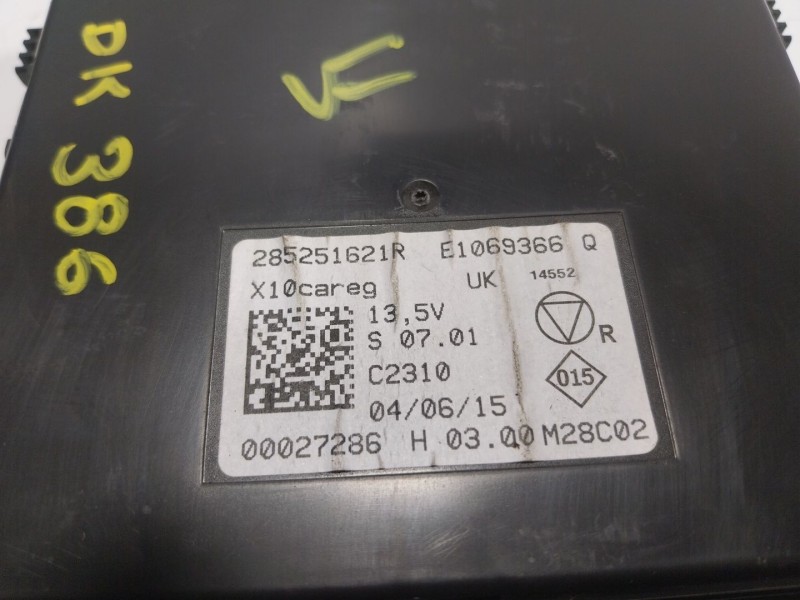 DK 386
285251621R E1069366 Q
X10careg UK 14552
13,5V
S 07.01 R
C2310 015
04/06/15
00027286 H 03.00 M28C02